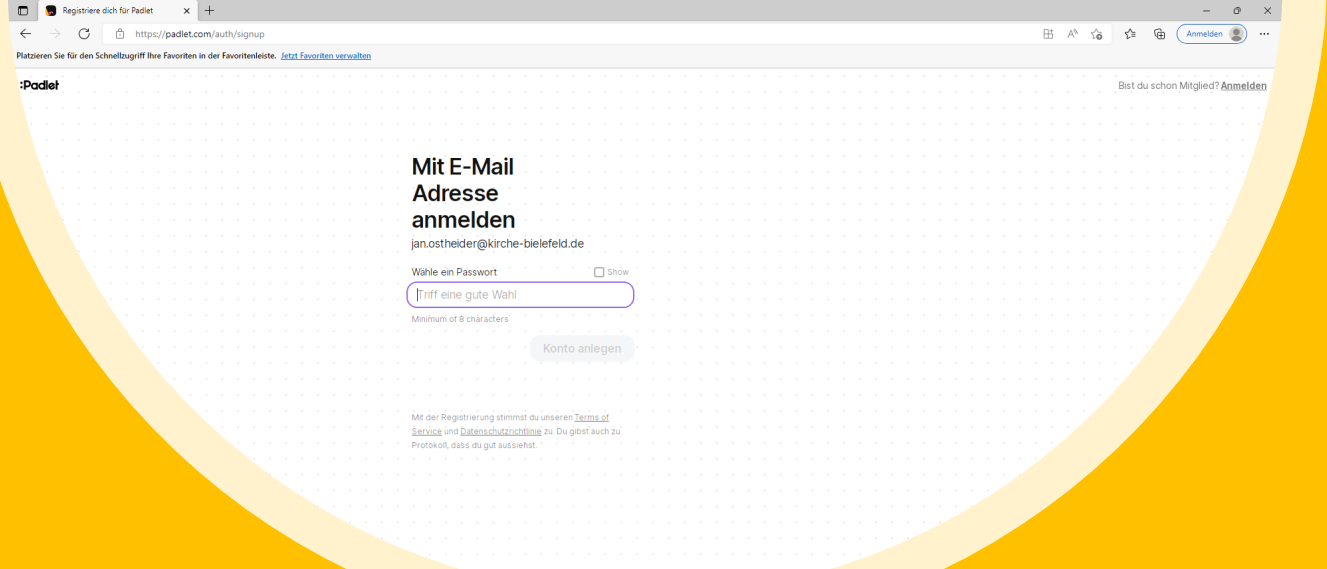 Registriere dich für Padlet
https://padlet.com/auth/signup
Anmelden
Platzieren Sie für den Schnellzugriff Ihre Favoriten in der Favoritenleiste. Jetzt Favoriten verwalten
:Padlet
Bist du schon Mitglied? Anmelden
Mit E-Mail
Adresse
anmelden
jan.ostheider@kirche-bielefeld.de
Wähle ein Passwort
Show
Triff eine gute Wahl
Minimum of 8 characters
Konto anlegen
Mit der Registrierung stimmst du unseren Terms of
Service und Datenschutzrichtlinie zu. Du gibst auch zu
Protokoll, dass du gut aussiehst.